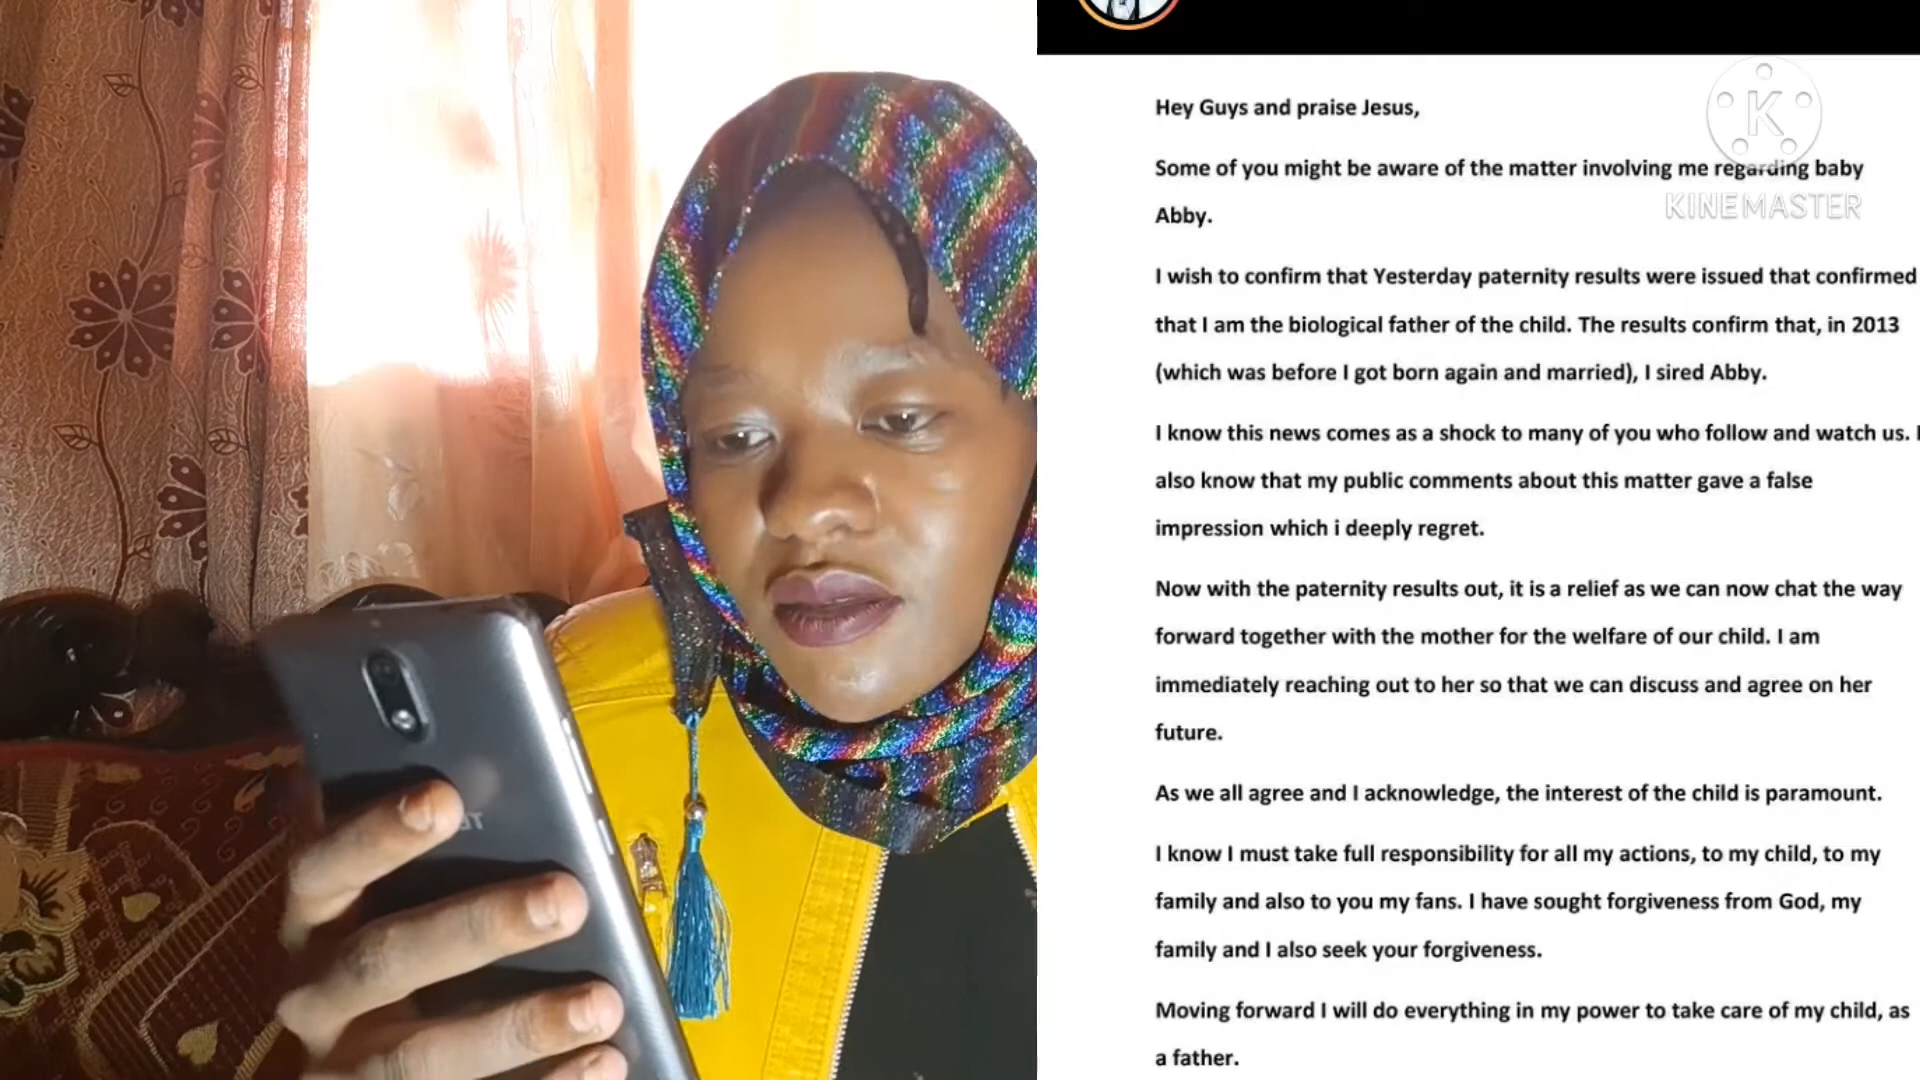 Hey Guys and praise Jesus,
Some of you might be aware of the matter involving me regarding baby
Abby.
I wish to confirm that Yesterday paternity results were issued that confirmed
that I am the biological father of the child. The results confirm that, in 2013
(which was before I got born again and married), I sired Abby.
I know this news comes as a shock to many of you who follow and watch us. I
also know that my public comments about this matter gave a false
impression which i deeply regret.
Now with the paternity results out, it is a relief as we can now chat the way
forward together with the mother for the welfare of our child. I am
immediately reaching out to her so that we can discuss and agree on her
future.
As we all agree and I acknowledge, the interest of the child is paramount.
I know I must take full responsibility for all my actions, to my child, to my
family and also to you my fans. I have sought forgiveness from God, my
family and I also seek your forgiveness.
Moving forward I will do everything in my power to take care of my child, as
a father.
K
KINEMASTER